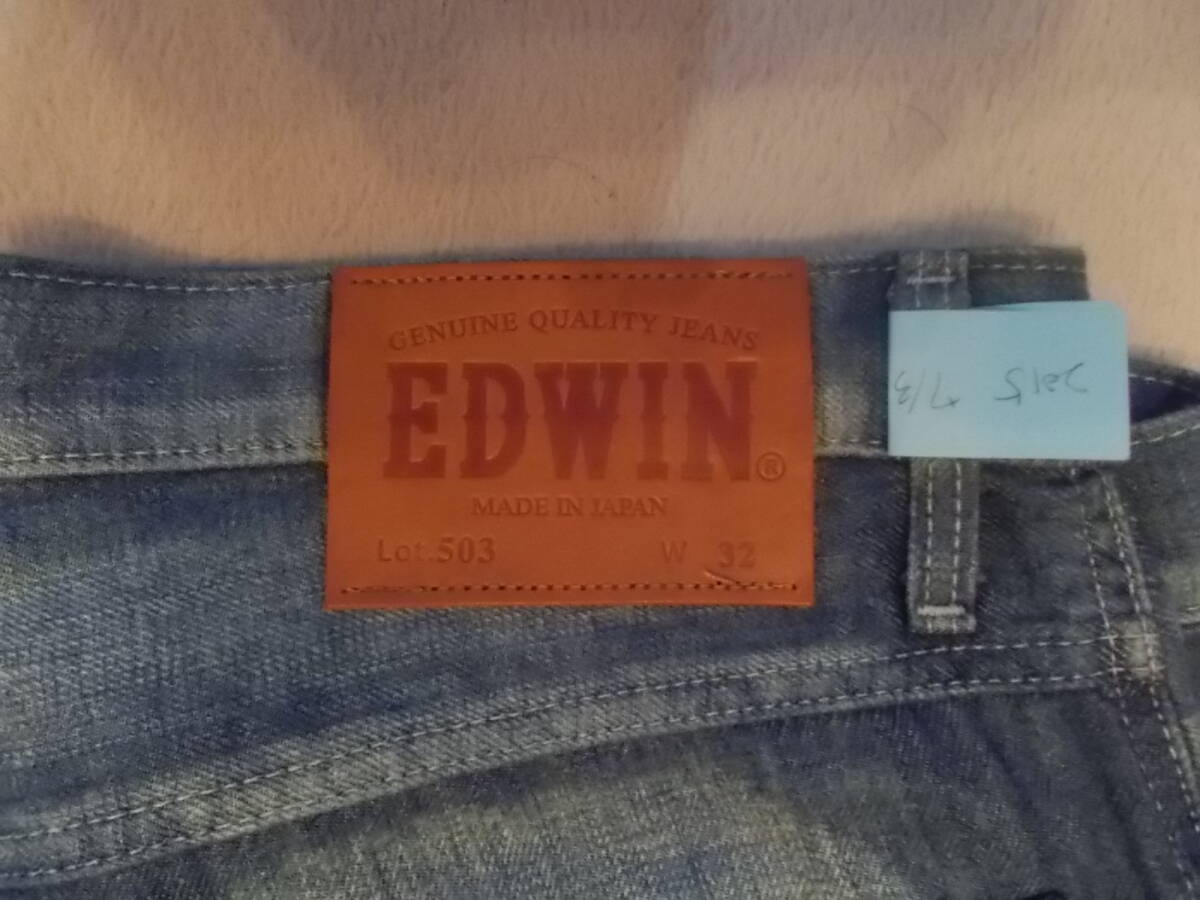 GENUINE QUALITY JEANS
EDWIN®
MADE IN JAPAN
Lot.503 W 32